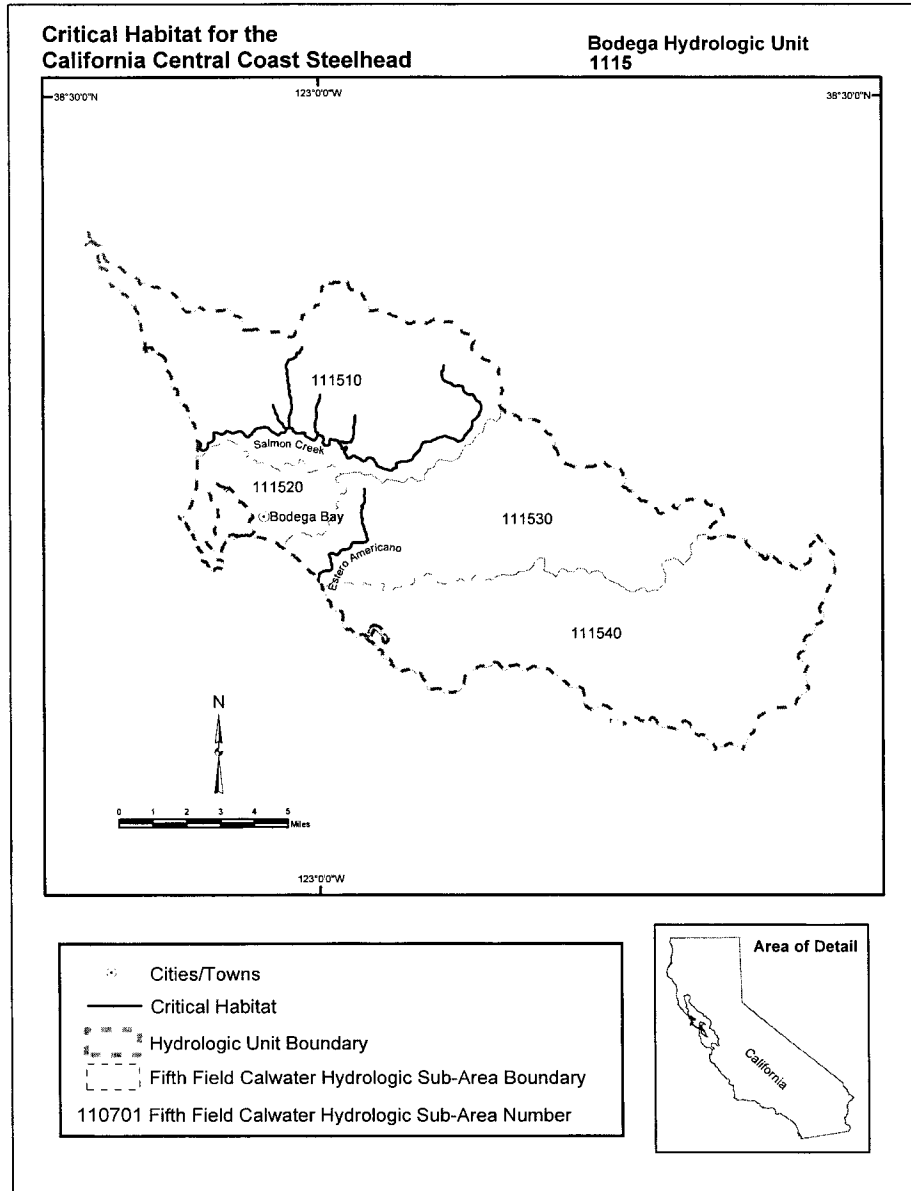 Critical Habitat for the
California Central Coast Steelhead
Bodega Hydrologic Unit
1115
38°30'0"N
123°0'0"W
38°30'0"N
111510
Salmon Creek
111520
Bodega Bay
111530
Estero Americano
111540
N
0 1 2 3 4 5
Miles
123°0'0"W
Cities/Towns
Critical Habitat
Hydrologic Unit Boundary
Fifth Field Calwater Hydrologic Sub-Area Boundary
110701 Fifth Field Calwater Hydrologic Sub-Area Number
Area of Detail
California